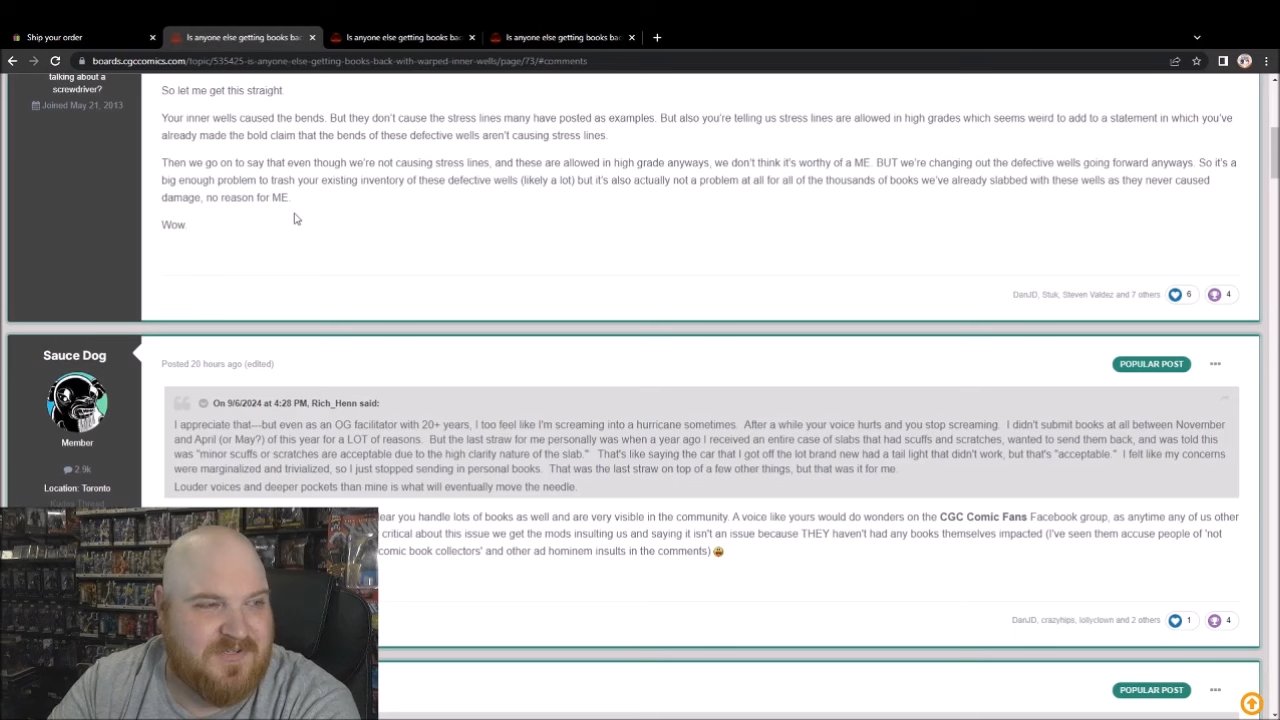 Ship your order
Is anyone else getting books bac
Is anyone else getting books bac
Is anyone else getting books bac
boards.cgccomics.com/topic/535425-is-anyone-else-getting-books-back-with-warped-inner-wells/page/73/#comments
talking about a
screwdriver?
Joined May 21, 2013
So let me get this straight
Your inner wells caused the bends. But they don't cause the stress lines many have posted as examples. But also you're telling us stress lines are allowed in high grades which seems weird to add to a statement in which you've
already made the bold claim that the bends of these defective wells aren't causing stress lines.
Then we go on to say that even though we're not causing stress lines, and these are allowed in high grade anyways, we don't think it's worthy of a ME. BUT we're changing out the defective wells going forward anyways. So it's a
big enough problem to trash your existing inventory of these defective wells (likely a lot) but it's also actually not a problem at all for all of the thousands of books we've already slabbed with these wells as they never caused
damage, no reason for ME.
Wow.
DanJD, Stuk, Steven Valdez and 7 others
6
4
Sauce Dog
Member
2.9k
Location: Toronto
Kudos Thread
Posted 20 hours ago (edited)
POPULAR POST
On 9/6/2024 at 4:28 PM, Rich_Henn said:
I appreciate that---but even as an OG facilitator with 20+ years, I too feel like I'm screaming into a hurricane sometimes. After a while your voice hurts and you stop screaming. I didn't submit books at all between November
and April (or May?) of this year for a LOT of reasons. But the last straw for me personally was when a year ago I received an entire case of slabs that had scuffs and scratches, wanted to send them back, and was told this
was "minor scuffs or scratches are acceptable due to the high clarity nature of the slab." That's like saying the car that I got off the lot brand new had a tail light that didn't work, but that's "acceptable." I felt like my concerns
were marginalized and trivialized, so I just stopped sending in personal books. That was the last straw on top of a few other things, but that was it for me.
Louder voices and deeper pockets than mine is what will eventually move the needle.
ear you handle lots of books as well and are very visible in the community. A voice like yours would do wonders on the CGC Comic Fans Facebook group, as anytime any of us other
critical about this issue we get the mods insulting us and saying it isn't an issue because THEY haven't had any books themselves impacted (I've seen them accuse people of 'not
comic book collectors' and other ad hominem insults in the comments)
DanJD, crazyhips, lollyclown and 2 others
1
4
POPULAR POST